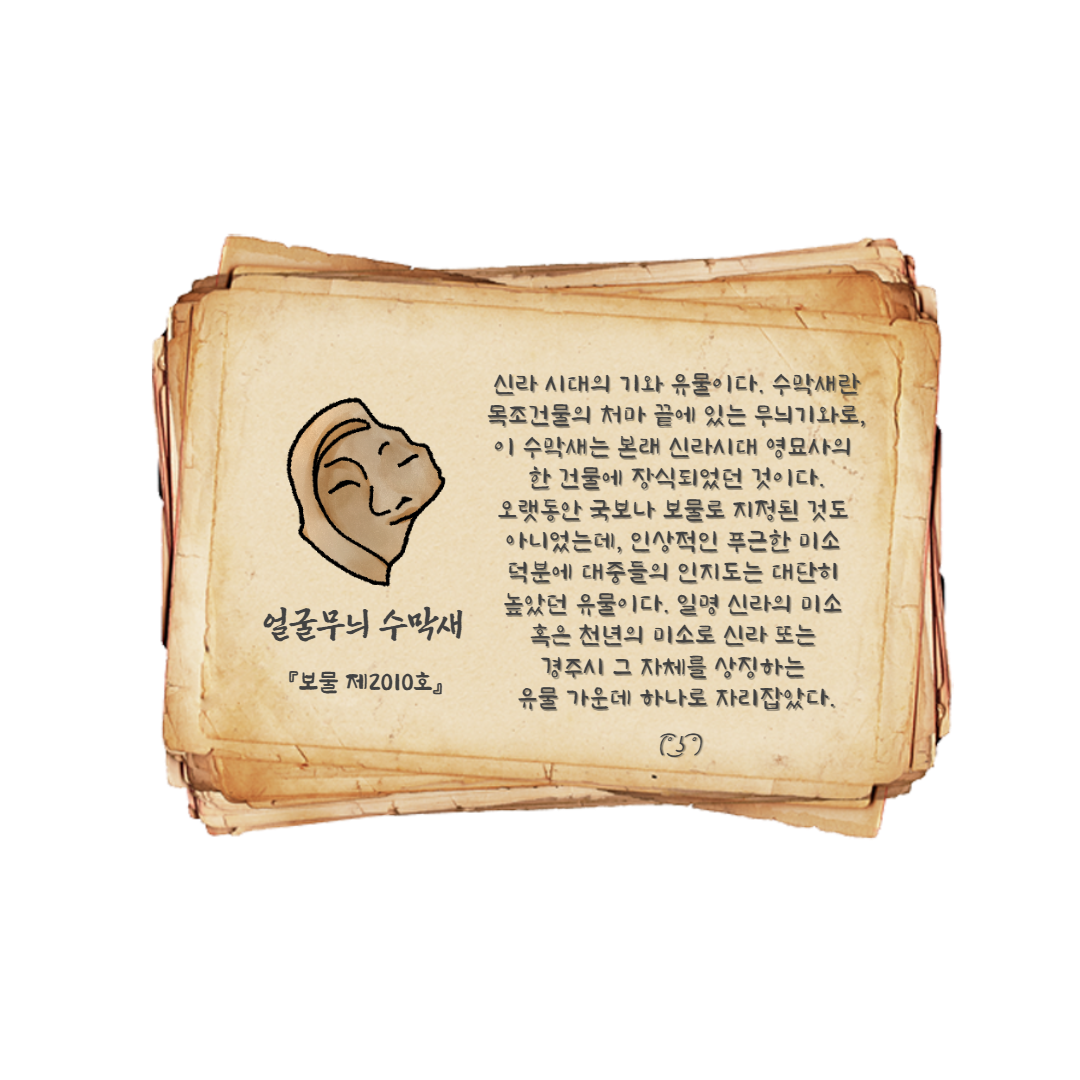 얼굴무늬 수막새
『보물 제2010호』
신라 시대의 기와 유물이다. 수막새란
목조건물의 처마 끝에 있는 무늬기와로,
이 수막새는 본래 신라시대 영묘사의
한 건물에 장식되었던 것이다.
오랫동안 국보나 보물로 지정된 것도
아니었는데, 인상적인 푸근한 미소
덕분에 대중들의 인지도는 대단히
높았던 유물이다. 일명 신라의 미소
혹은 천년의 미소로 신라 또는
경주시 그 자체를 상징하는
유물 가운데 하나로 자리잡았다.
( ͡° ͜ʖ ͡°)